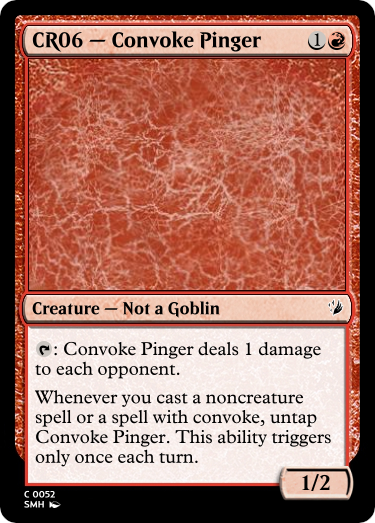 CR06 — Convoke Pinger 1
Creature — Not a Goblin
: Convoke Pinger deals 1 damage
to each opponent.
Whenever you cast a noncreature
spell or a spell with convoke, untap
Convoke Pinger. This ability triggers
only once each turn.
1/2
C 0052
SMH